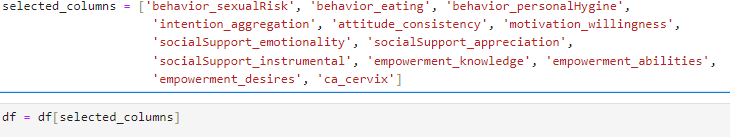 selected_columns = ['behavior_sexualRisk', 'behavior_eating', 'behavior_personalHygine',
'intention_aggregation', 'attitude_consistency', 'motivation_willingness',
'socialSupport_emotionality', 'socialSupport_appreciation',
'socialSupport_instrumental', 'empowerment_knowledge', 'empowerment_abilities',
'empowerment_desires', 'ca_cervix']
df = df[selected_columns]